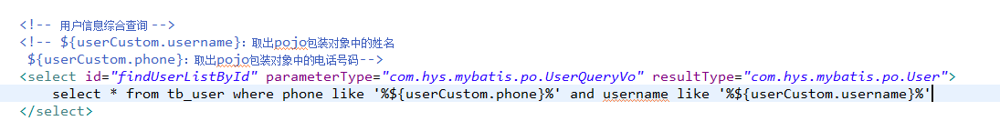 <!-- 用户信息综合查询 -->
<!-- ${userCustom.username}：取出pojo包装对象中的姓名
${userCustom.phone}：取出pojo包装对象中的电话号码-->
<select id="findUserListById" parameterType="com.hys.mybatis.po.UserQueryVo" resultType="com.hys.mybatis.po.User">
select * from tb_user where phone like '%${userCustom.phone}%' and username like '%${userCustom.username}%'
</select>